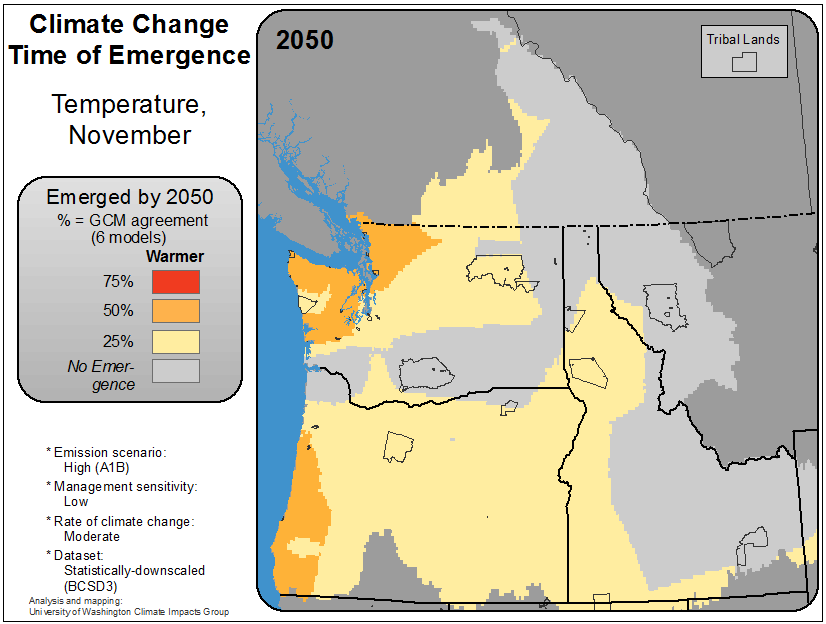 Climate Change
Time of Emergence
Temperature,
November
Emerged by 2050
% = GCM agreement
(6 models)
Warmer
75%
50%
25%
No Emer-
gence
* Emission scenario:
High (A1B)
* Management sensitivity:
Low
* Rate of climate change:
Moderate
* Dataset:
Statistically-downscaled
(BCSD3)
Analysis and mapping:
University of Washington Climate Impacts Group
2050
Tribal Lands